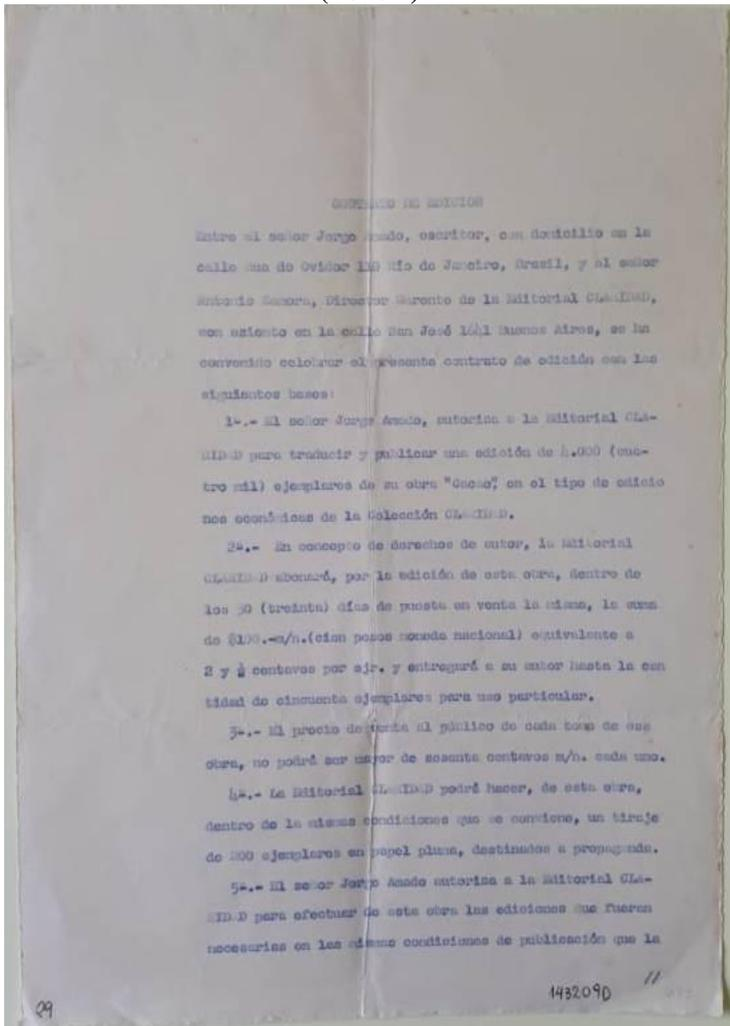 CONTRATO DE EDICION
Entre el señor Jorge Amado, escritor, con domicilio en la
calle Rua do Ovidor 110 Rio de Janeiro, Brasil, y el señor
Antonio Zamora, Director Gerente de la Editorial CLARIDAD,
con asiento en la calle San José 1641 Buenos Aires, se ha
convenido celebrar el presente contrato de edición con las
siguientes bases:
1ª.- El señor Jorge Amado, autoriza a la Editorial CLA-
RIDAD para traducir y publicar una edición de 4.000 (cua-
tro mil) ejemplares de su obra "Cacao", en el tipo de edicio
nes económicas de la Colección CLARIDAD.
2ª.- En concepto de derechos de autor, la Editorial
CLARIDAD abonará, por la edición de esta obra, dentro de
los 30 (treinta) días de puesta en venta la misma, la suma
de $100.-m/n.(cien pesos moneda nacional) equivalente a
2 y ½ centavos por ejr. y entregará a su autor hasta la can
tidad de cincuenta ejemplares para uso particular.
3ª.- El precio de venta al público de cada tomo de esa
obra, no podrá ser mayor de sesenta centavos m/n. cada uno.
4ª.- La Editorial CLARIDAD podrá hacer, de esta obra,
dentro de la mismas condiciones que se conviene, un tiraje
de 200 ejemplares en papel pluma, destinados a propaganda.
5ª.- El señor Jorge Amado autoriza a la Editorial CLA-
RIDAD para efectuar de esta obra las ediciones que fueran
necesarias en las mismas condiciones de publicación que la
143209D
11
29